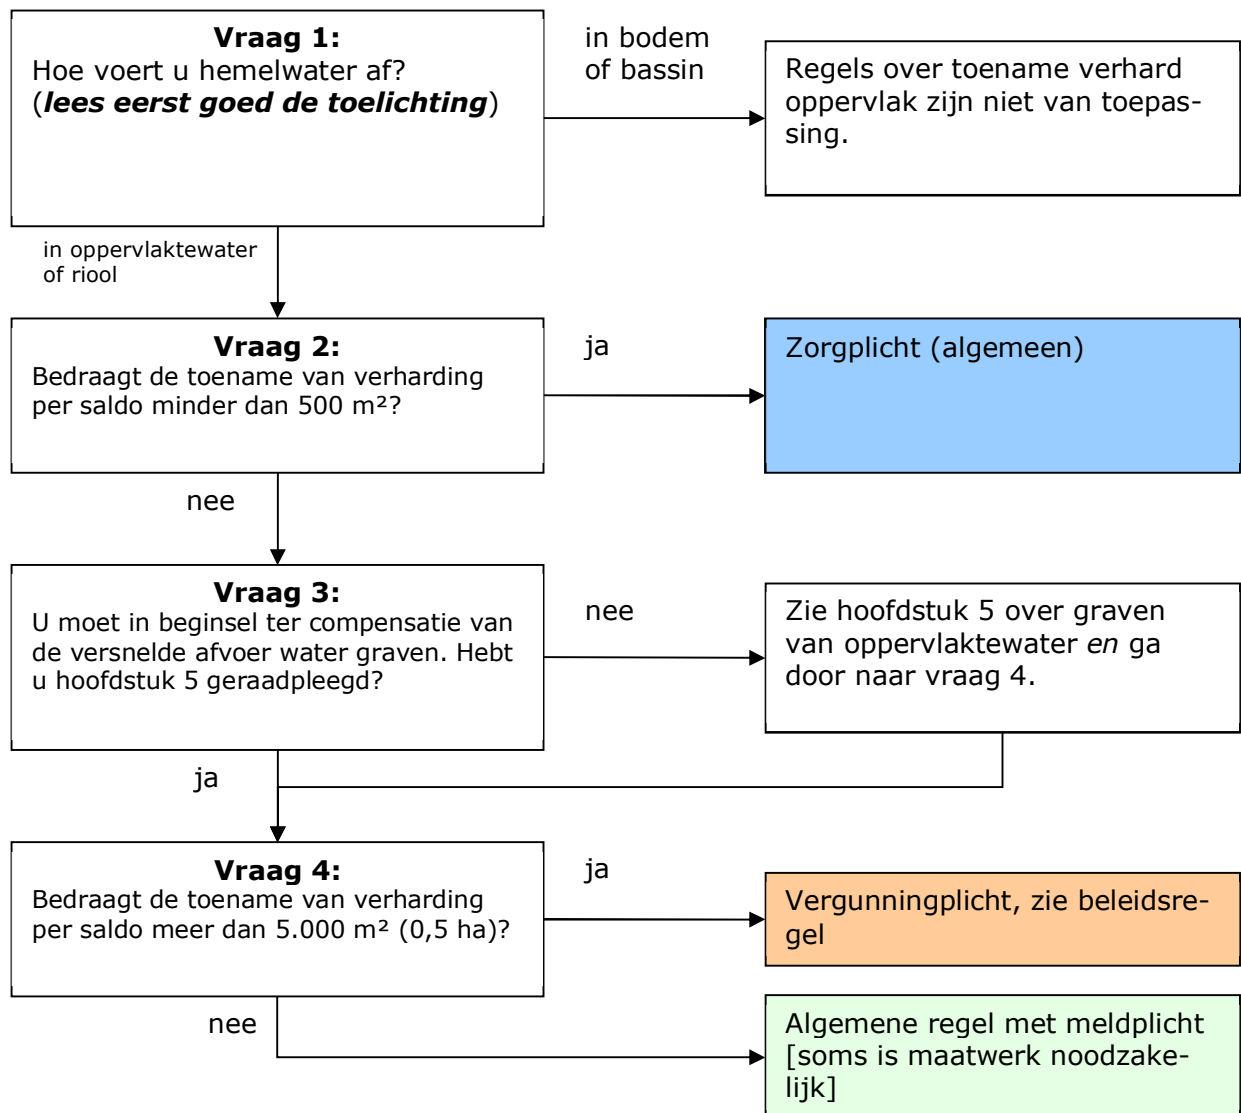 Vraag 1:
Hoe voert u hemelwater af?
(lees eerst goed de toelichting)
in bodem
of bassin
Regels over toename verhard
oppervlak zijn niet van toepas-
sing.
in oppervlaktewater
of riool
Vraag 2:
Bedraagt de toename van verharding
per saldo minder dan 500 m²?
ja
Zorgplicht (algemeen)
nee
Vraag 3:
U moet in beginsel ter compensatie van
de versnelde afvoer water graven. Hebt
u hoofdstuk 5 geraadpleegd?
nee
Zie hoofdstuk 5 over graven
van oppervlaktewater en ga
door naar vraag 4.
ja
Vraag 4:
Bedraagt de toename van verharding
per saldo meer dan 5.000 m² (0,5 ha)?
ja
Vergunningplicht, zie beleidsre-
gel
nee
Algemene regel met meldplicht
[soms is maatwerk noodzake-
lijk]